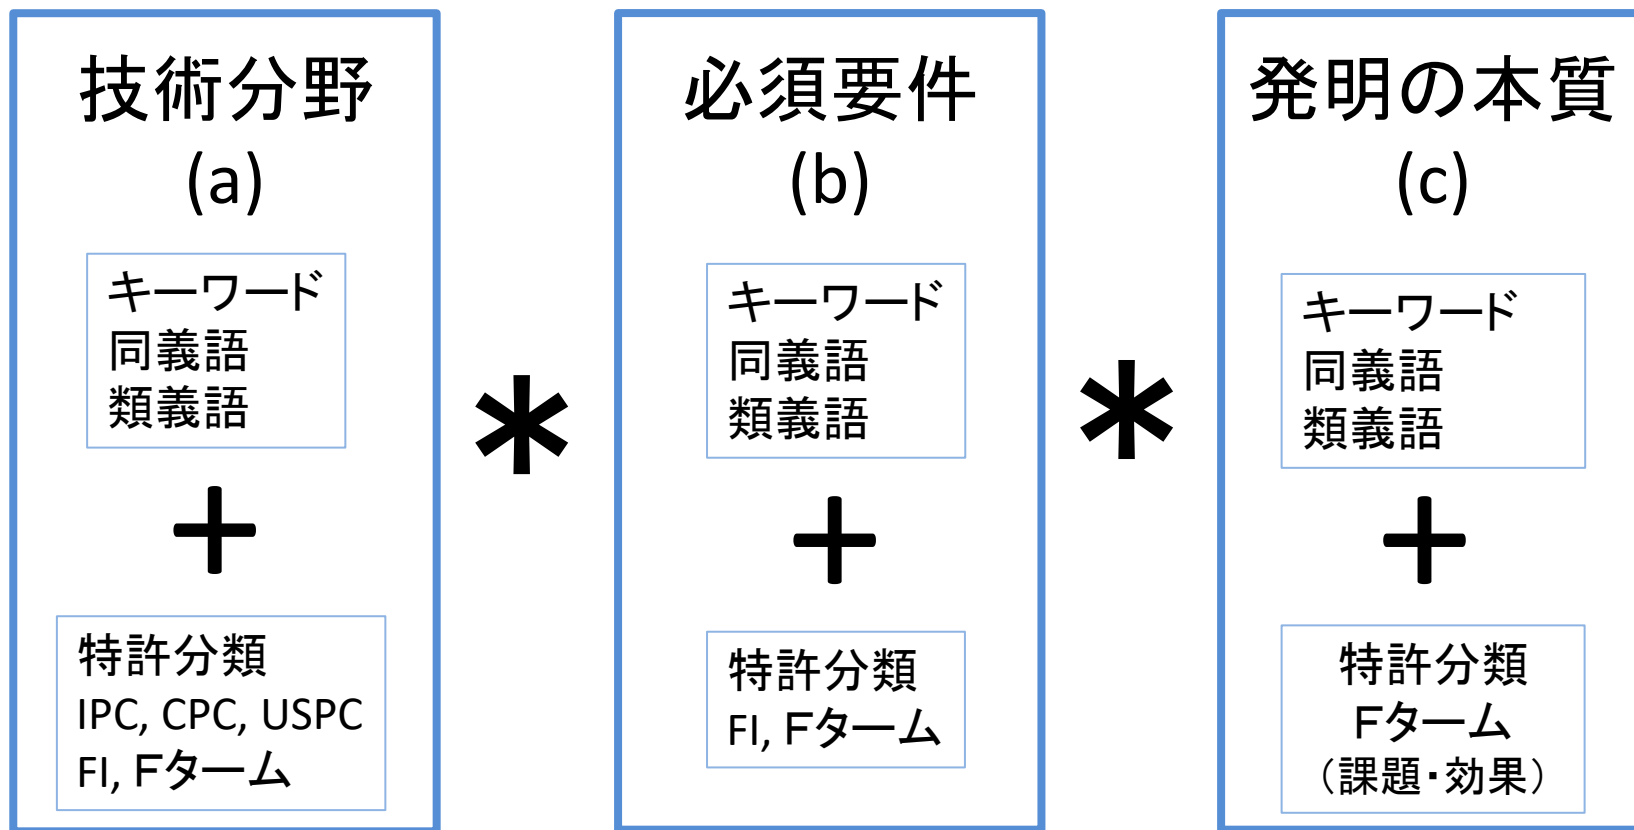 技術分野
(a)
キーワード
同義語
類義語
+
特許分類
IPC, CPC, USPC
FI, Fターム
*
必須要件
(b)
キーワード
同義語
類義語
+
特許分類
FI, Fターム
*
発明の本質
(c)
キーワード
同義語
類義語
+
特許分類
Fターム
（課題・効果）